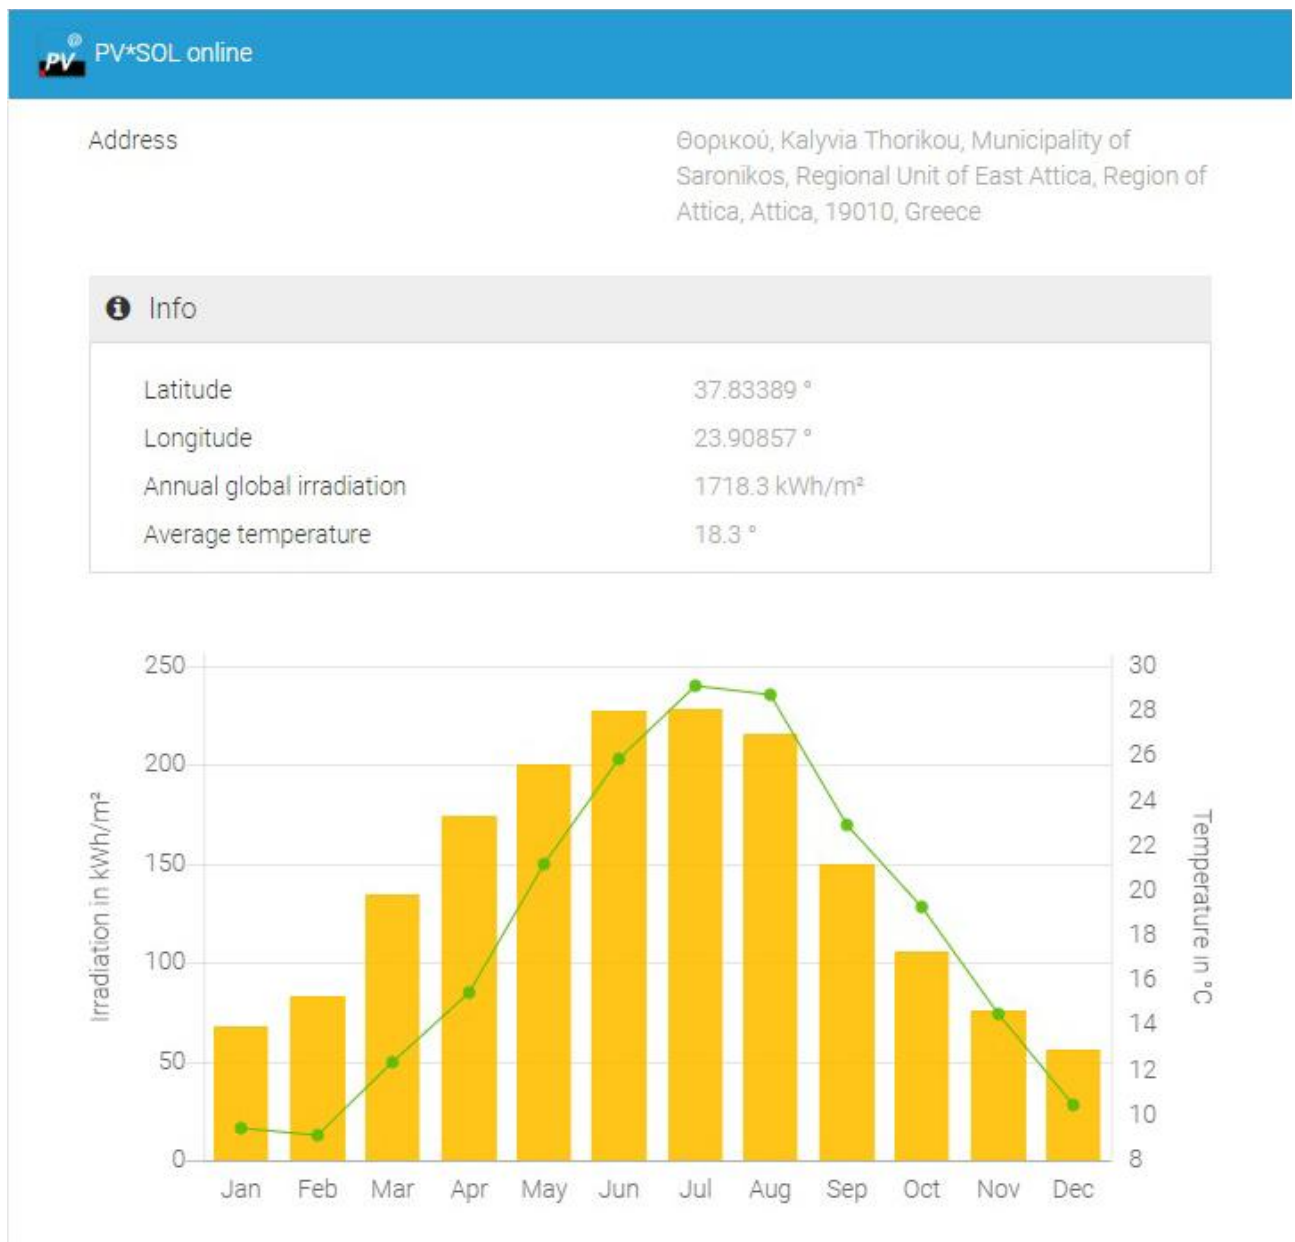 PV@
PV*SOL online
Address
Θορικού, Kalyvia Thorikou, Municipality of
Saronikos, Regional Unit of East Attica, Region of
Attica, Attica, 19010, Greece
Info
Latitude 37.83389 °
Longitude 23.90857 °
Annual global irradiation 1718.3 kWh/m²
Average temperature 18.3 °
Irradiation in kWh/m²
250
200
150
100
50
0
30
28
26
24
22
20
18
16
14
12
10
8
Temperature in °C
Jan Feb Mar Apr May Jun Jul Aug Sep Oct Nov Dec